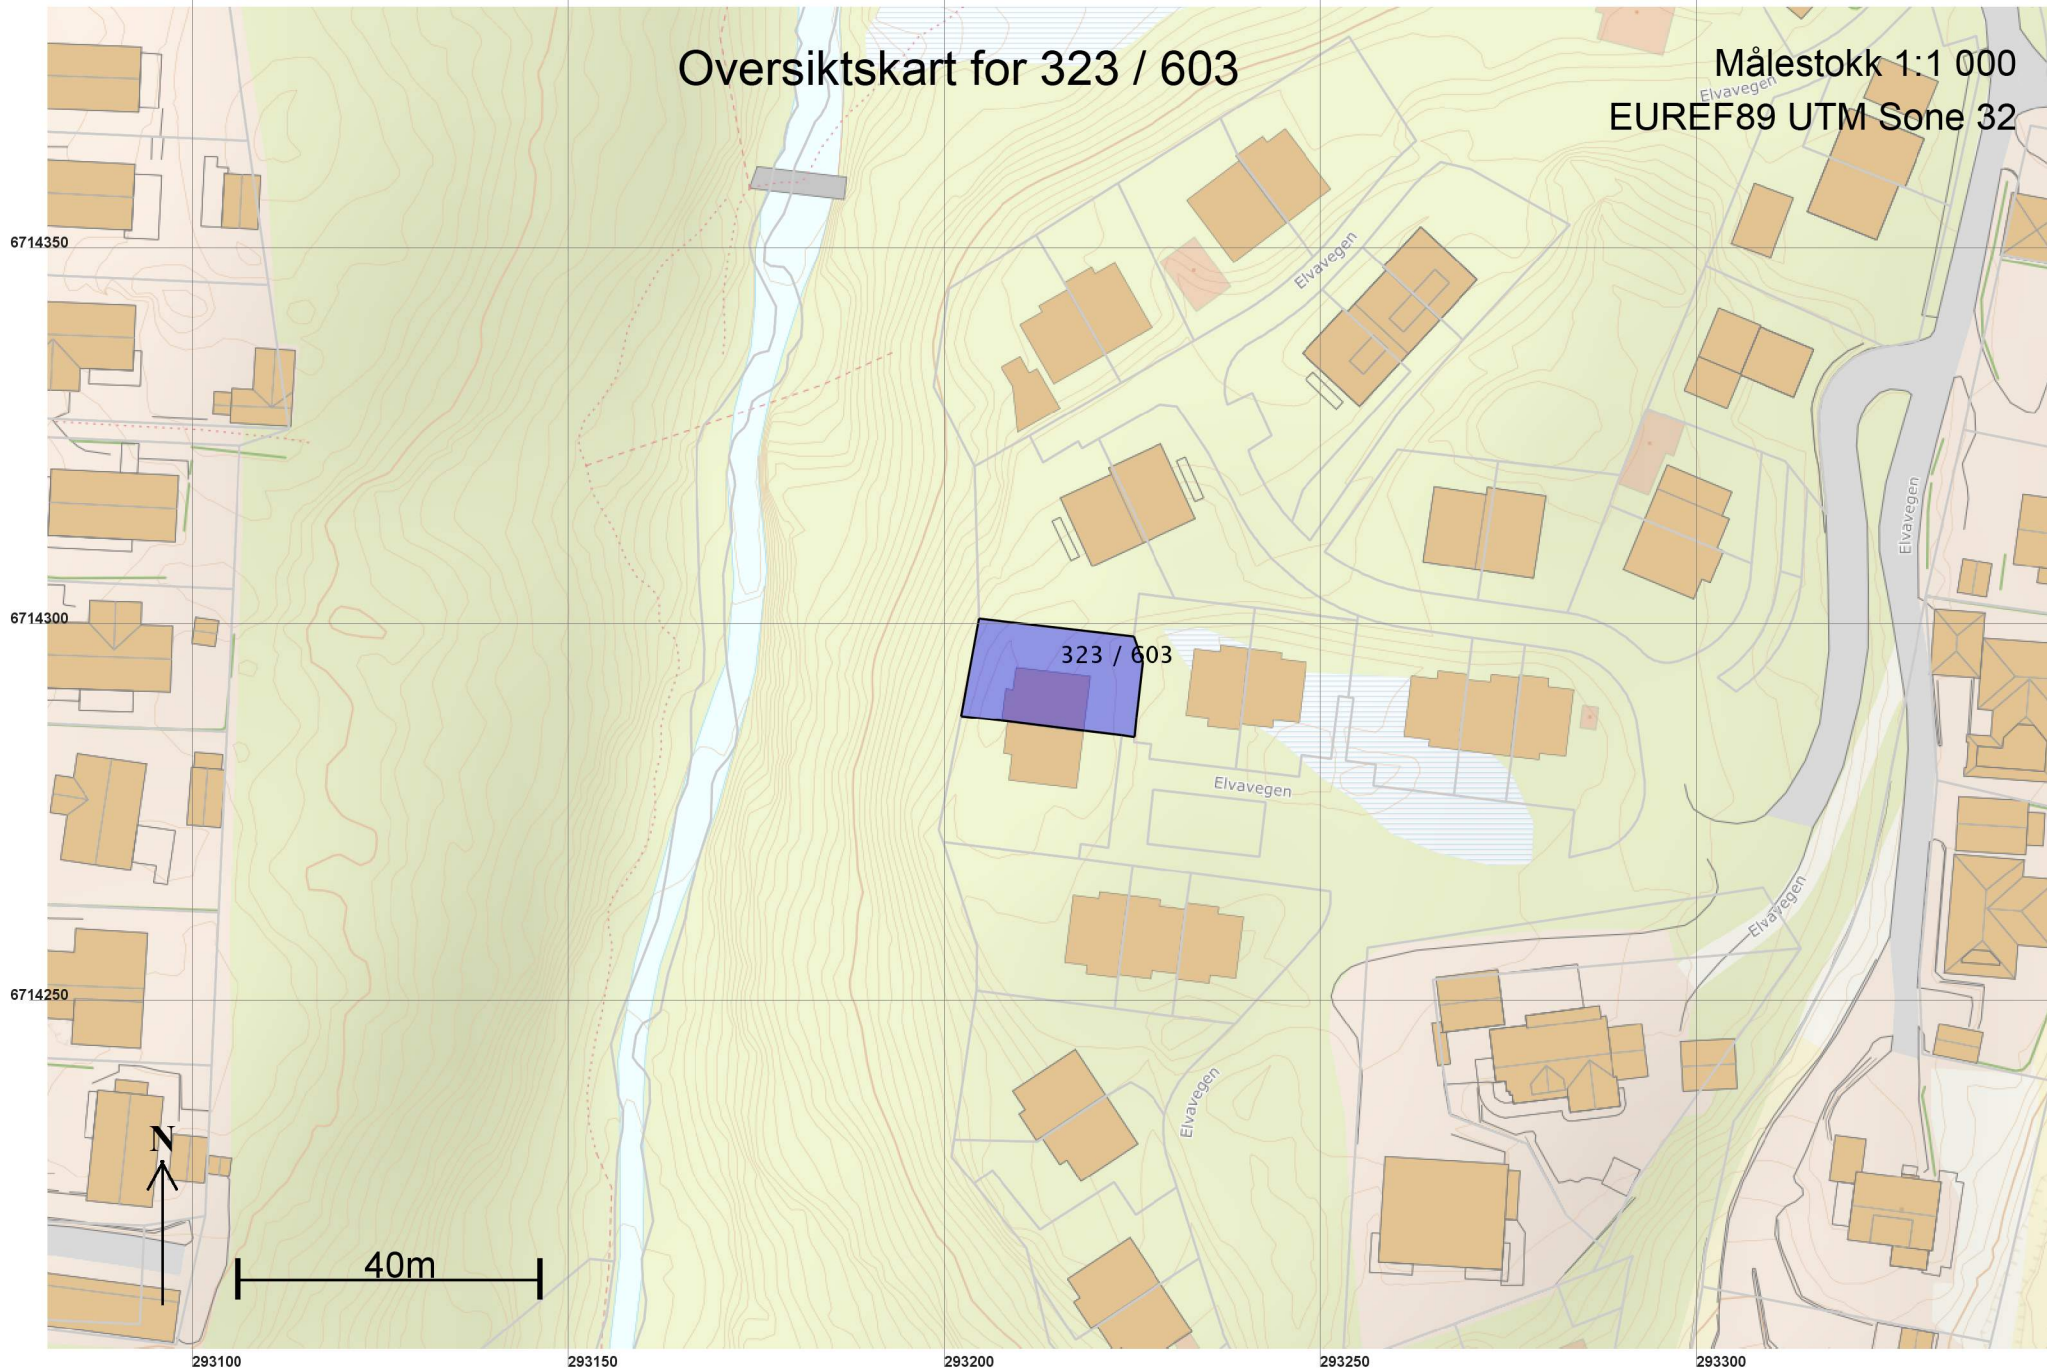 Oversiktskart for 323 / 603
Målestokk 1:1 000
Elvavegen
EUREF89 UTM Sone 32
6714350
Elvavegen
Elvavegen
6714300
323 / 603
Elvavegen
Elvavegen
6714250
Elvavegen
N
40m
293100
293150
293200
293250
293300